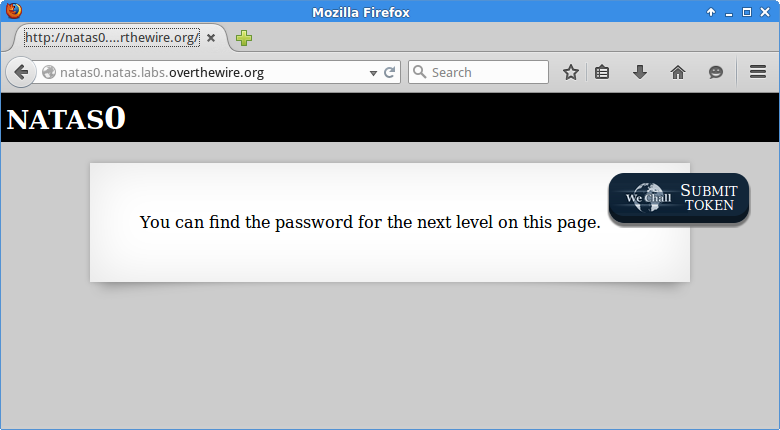 Mozilla Firefox
http://natas0....rthewire.org/
natas0.natas.labs.overthewire.org
Search
NATAS0
You can find the password for the next level on this page.
We Chall
SUBMIT
TOKEN